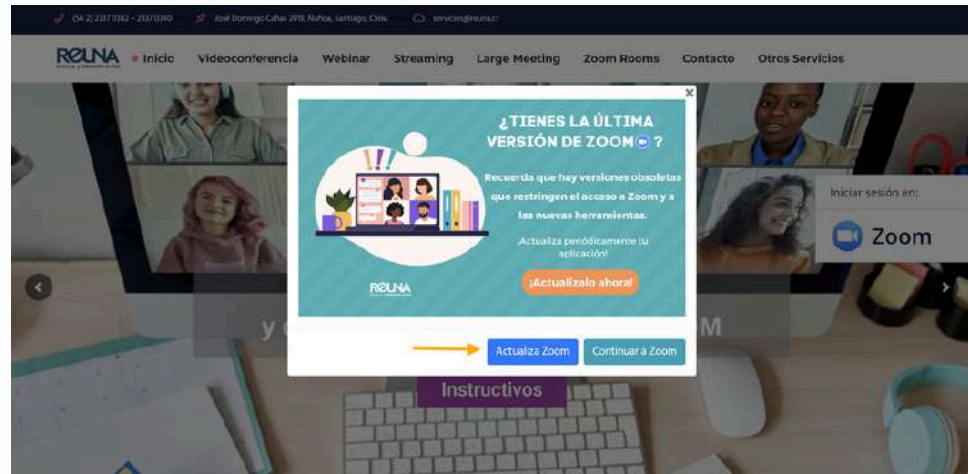 (56 2) 2337 0382 - 2337 0340 José Domingo Cañas 2819, Ñuñoa, Santiago, Chile. servicios@reuna.cl
REUNA Inicio Videoconferencia Webinar Streaming Large Meeting Zoom Rooms Contacto Otros Servicios
¿TIENES LA ÚLTIMA
VERSIÓN DE ZOOM ?
Recuerda que hay versiones obsoletas
que restringen el acceso a Zoom y a
las nuevas herramientas.
¡Actualiza periódicamente tu
aplicación!
¡Actualízalo ahora!
REUNA
Actualiza Zoom Continuar a Zoom
Iniciar sesión en:
Zoom
y
M
Instructivos